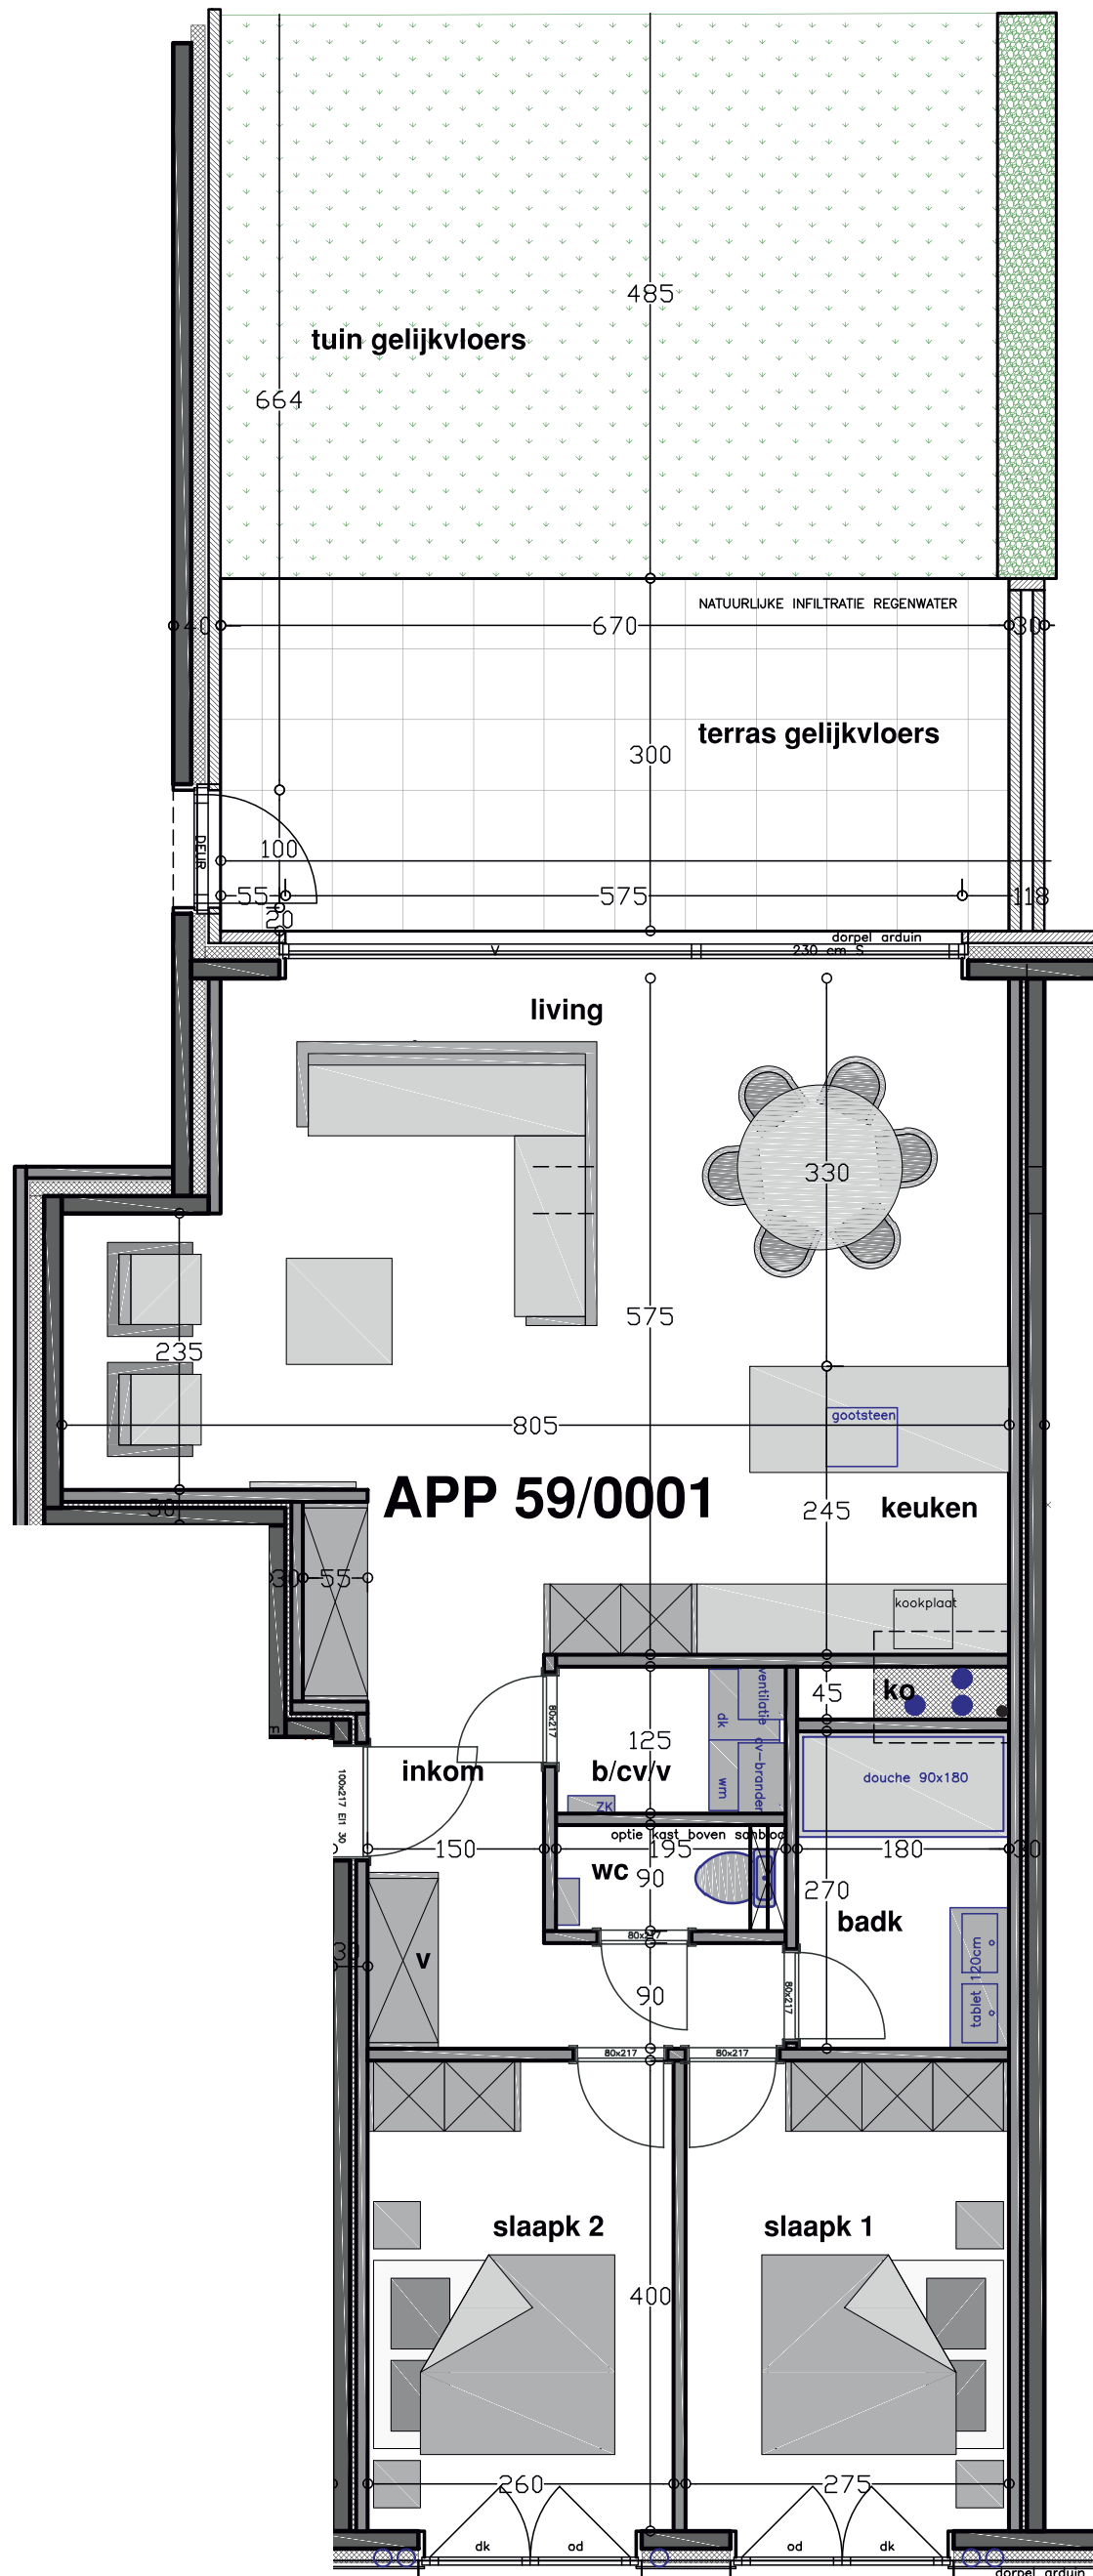 485
tuin gelijkvloers
664
NATUURLIJKE INFILTRATIE REGENWATER
40
670
30
terras gelijkvloers
300
DEUR
100
55
575
118
20
dorpel arduin
V
230 cm S
living
330
575
235
gootsteen
805
APP 59/0001
keuken
245
30
30
55
kookplaat
ventilatie
45
ko
dk
80x217
125
inkom
b/cv/v
cv-brander
wm
douche 90x180
100x217 EI1 30
ZK
optie kast boven sanbloc
150
195
180
30
wc
90
270
badk
80x217
30
v
tablet 120cm
90
80x217
80x217
80x217
slaapk 2
slaapk 1
400
260
275
dk
od
od
dk
dorpel arduin